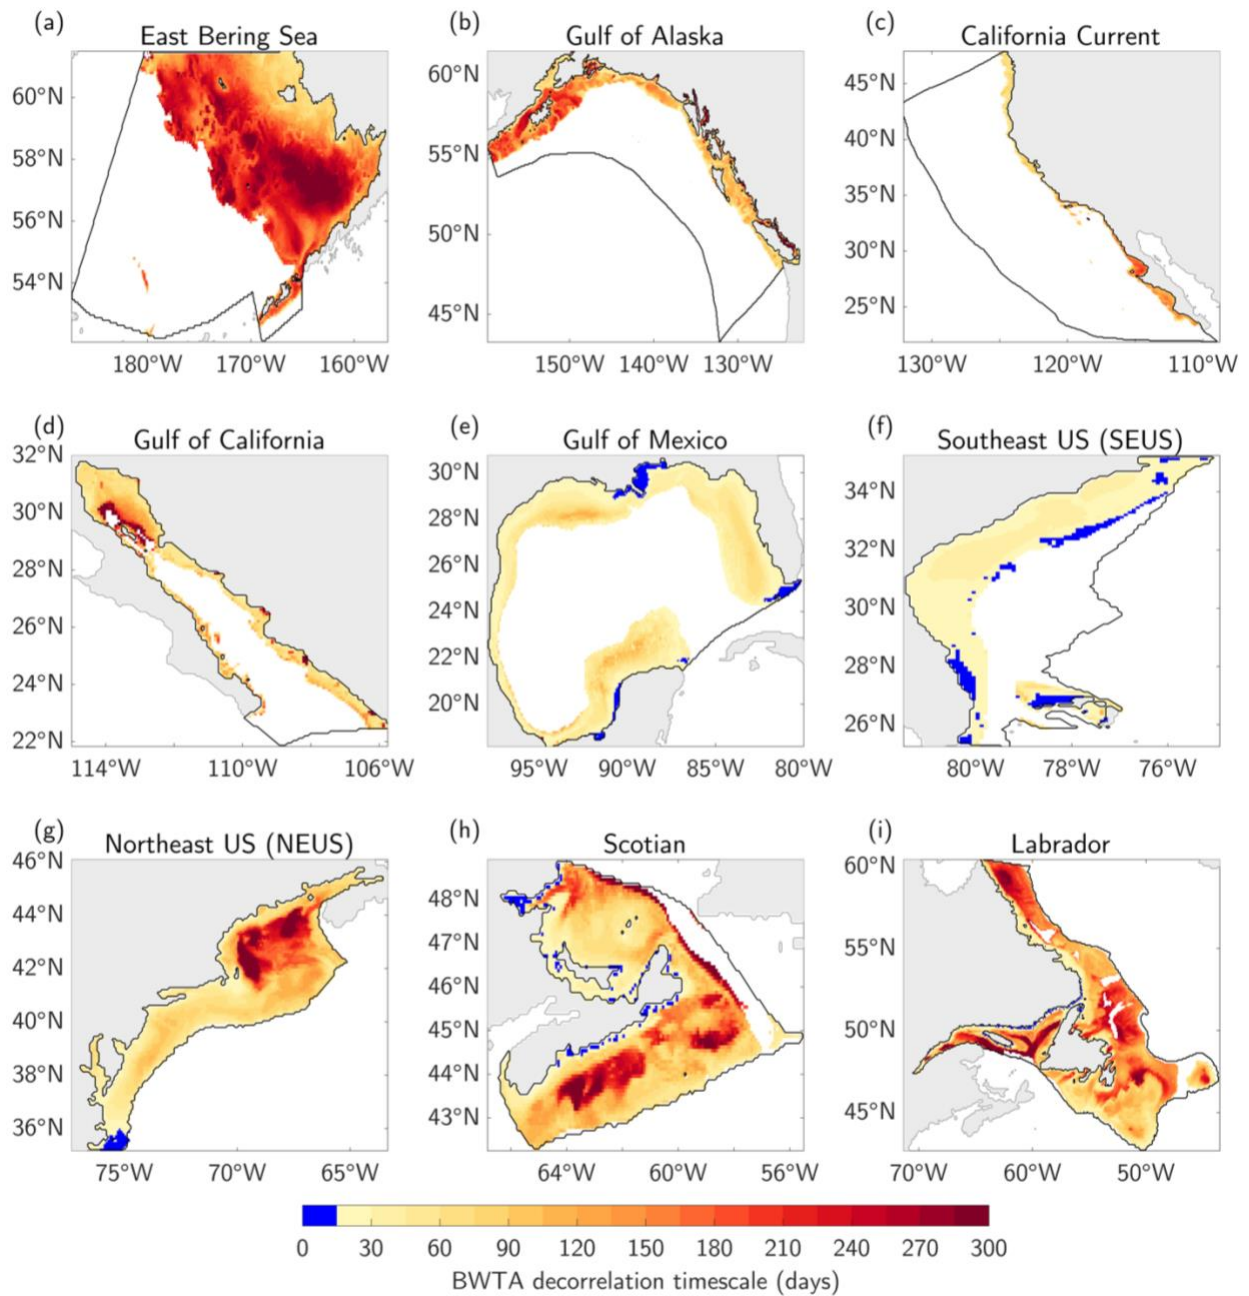 (a) East Bering Sea
60°N
58°N
56°N
54°N
180°W 170°W 160°W
(b) Gulf of Alaska
60°N
55°N
50°N
45°N
150°W 140°W 130°W
(c) California Current
45°N
40°N
35°N
30°N
25°N
130°W 120°W 110°W
(d) Gulf of California
32°N
30°N
28°N
26°N
24°N
22°N
114°W 110°W 106°W
(e) Gulf of Mexico
30°N
28°N
26°N
24°N
22°N
20°N
95°W 90°W 85°W 80°W
(f) Southeast US (SEUS)
34°N
32°N
30°N
28°N
26°N
80°W 78°W 76°W
(g) Northeast US (NEUS)
46°N
44°N
42°N
40°N
38°N
36°N
75°W 70°W 65°W
(h) Scotian
48°N
47°N
46°N
45°N
44°N
43°N
64°W 60°W 56°W
(i) Labrador
60°N
55°N
50°N
45°N
70°W 60°W 50°W
0 30 60 90 120 150 180 210 240 270 300
BWTA decorrelation timescale (days)